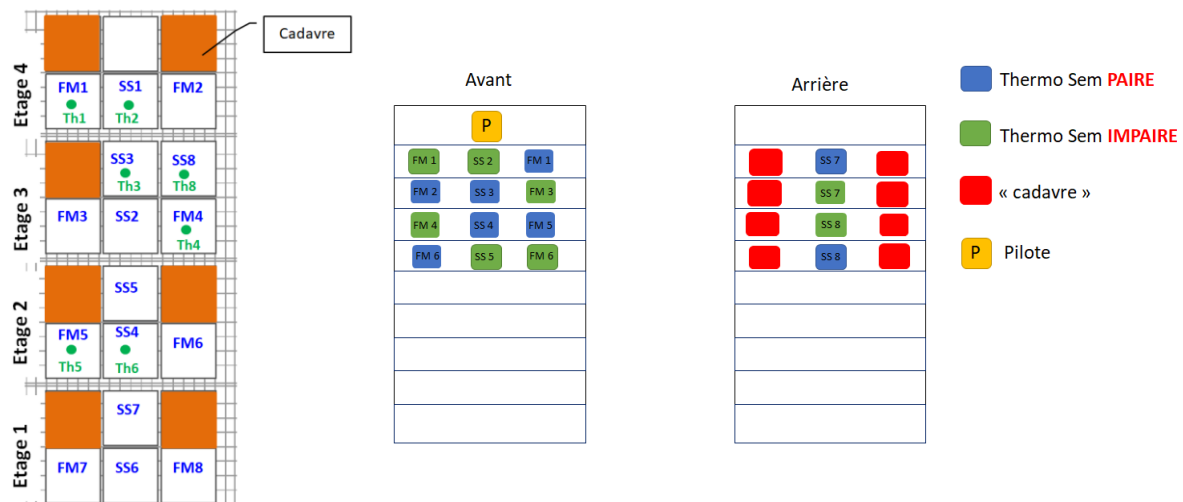 Cadavre
Etage 4
FM1
SS1
FM2
Th1
Th2
Etage 3
SS3
SS8
Th3
Th8
FM3
SS2
FM4
Th4
Etage 2
SS5
FM5
SS4
FM6
Th5
Th6
Etage 1
SS7
FM7
SS6
FM8
Avant
P
FM 1
SS 2
FM 1
FM 2
SS 3
FM 3
FM 4
SS 4
FM 5
FM 6
SS 5
FM 6
Arrière
SS 7
SS 7
SS 8
SS 8
Thermo Sem PAIRE
Thermo Sem IMPAIRE
« cadavre »
P Pilote